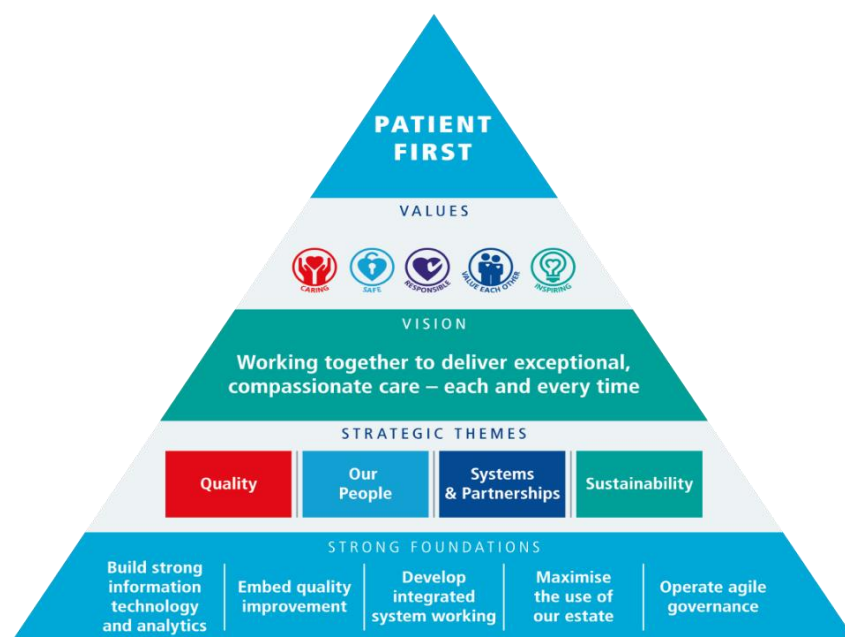 PATIENT
FIRST
VALUES
CARING
SAFE
RESPONSIBLE
VALUE EACH OTHER
INSPIRING
VISION
Working together to deliver exceptional,
compassionate care – each and every time
STRATEGIC THEMES
Quality
Our
People
Systems
& Partnerships
Sustainability
STRONG FOUNDATIONS
Build strong
information
technology
and analytics
Embed quality
improvement
Develop
integrated
system working
Maximise
the use of
our estate
Operate agile
governance